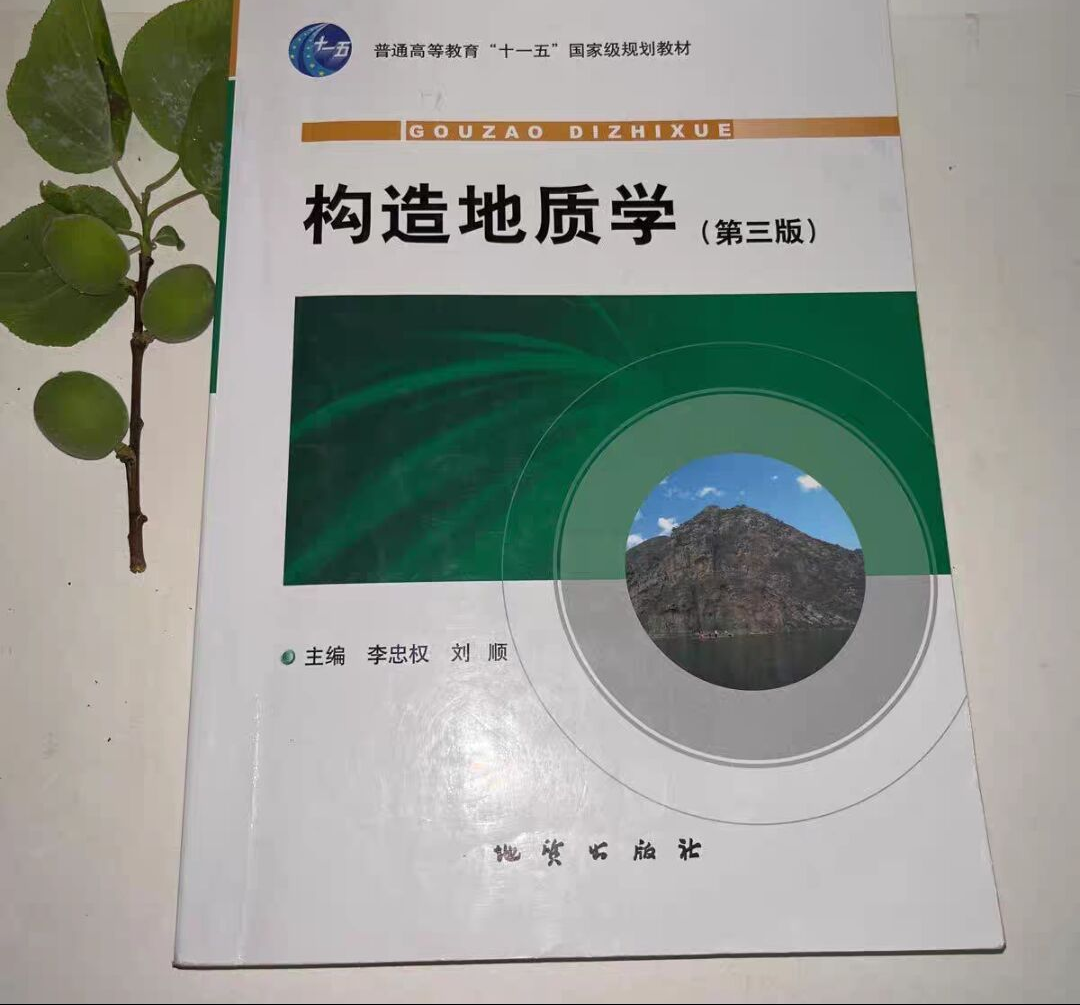 十一五
普通高等教育“十一五”国家级规划教材
GOUZAO DIZHIXUE
构造地质学（第三版）
主编 李忠权 刘顺
地质出版社